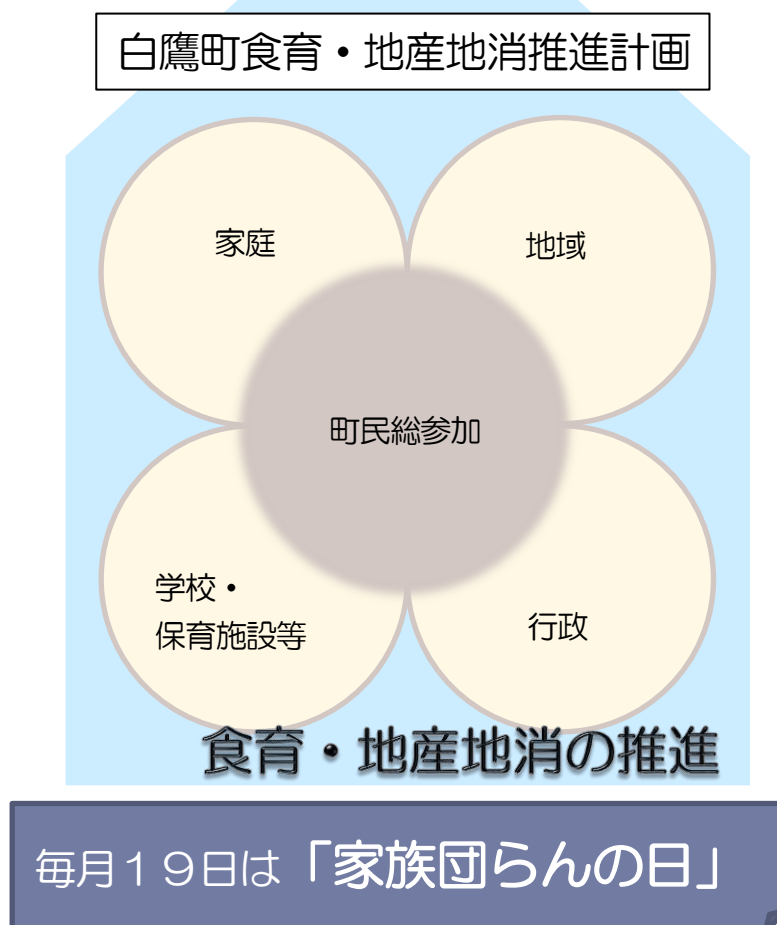 白鷹町食育・地産地消推進計画
家庭
地域
町民総参加
学校・
保育施設等
行政
食育・地産地消の推進
毎月１９日は「家族団らんの日」